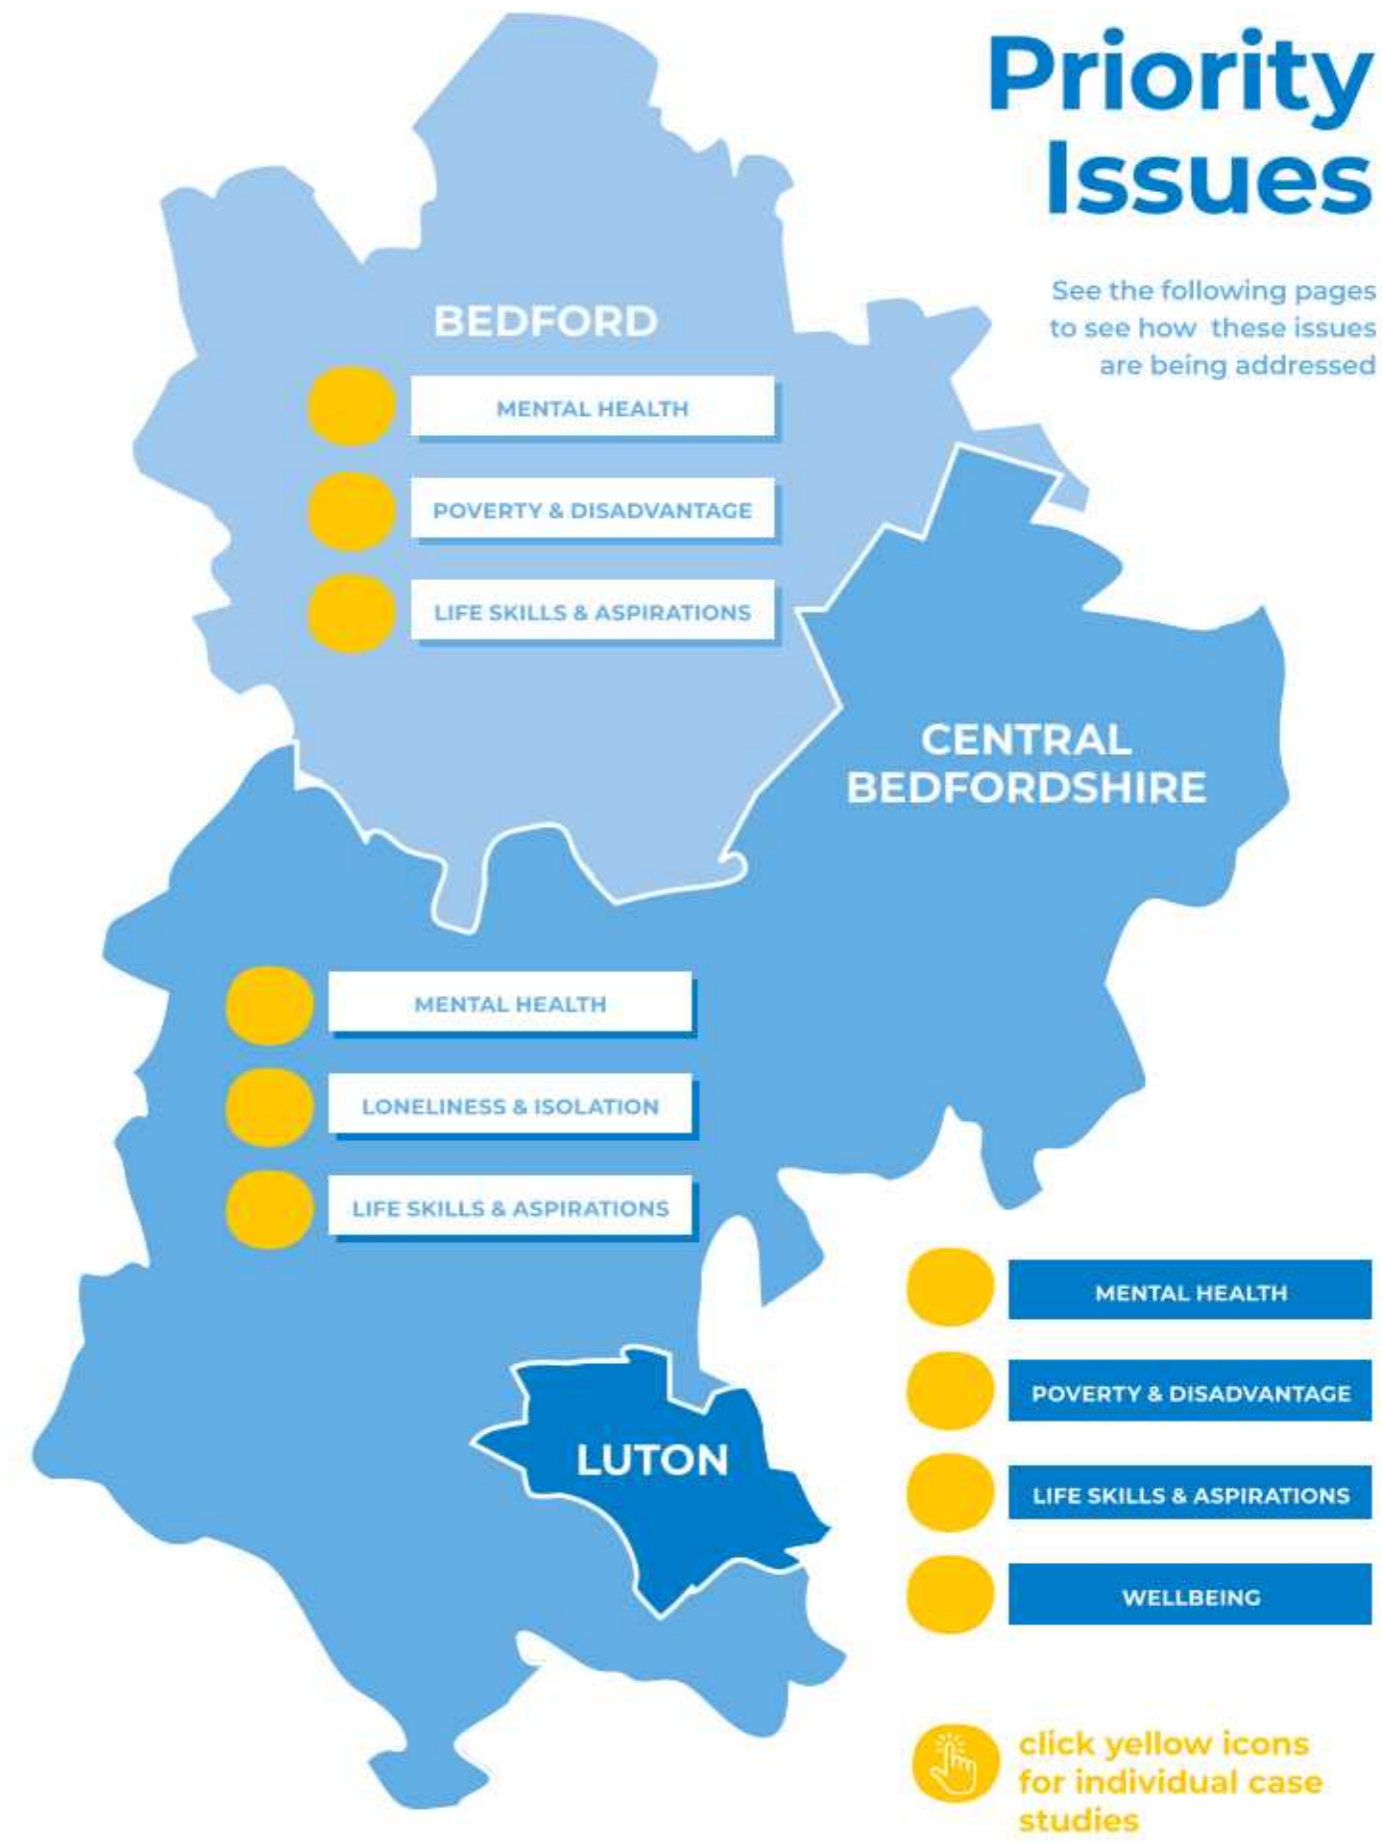 Priority
Issues
See the following pages
to see how these issues
are being addressed
BEDFORD
MENTAL HEALTH
POVERTY & DISADVANTAGE
LIFE SKILLS & ASPIRATIONS
CENTRAL
BEDFORDSHIRE
MENTAL HEALTH
LONELINESS & ISOLATION
LIFE SKILLS & ASPIRATIONS
LUTON
MENTAL HEALTH
POVERTY & DISADVANTAGE
LIFE SKILLS & ASPIRATIONS
WELLBEING
click yellow icons
for individual case
studies